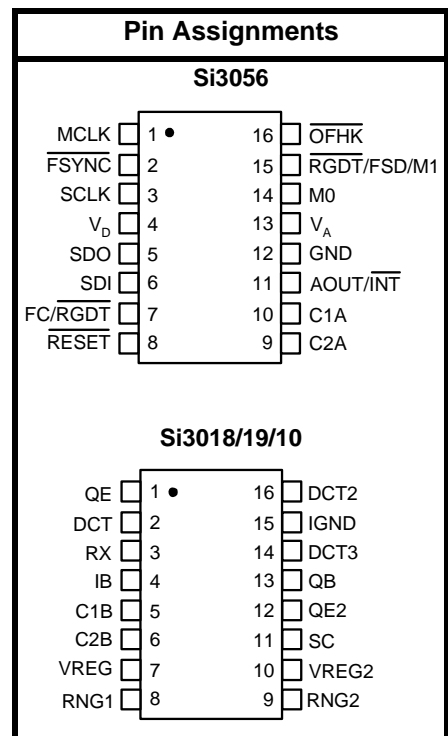 Pin Assignments
Si3056
MCLK 1 16 OFHK
FSYNC 2 15 RGDT/FSD/M1
SCLK 3 14 M0
VD 4 13 VA
SDO 5 12 GND
SDI 6 11 AOUT/INT
FC/RGDT 7 10 C1A
RESET 8 9 C2A
Si3018/19/10
QE 1 16 DCT2
DCT 2 15 IGND
RX 3 14 DCT3
IB 4 13 QB
C1B 5 12 QE2
C2B 6 11 SC
VREG 7 10 VREG2
RNG1 8 9 RNG2